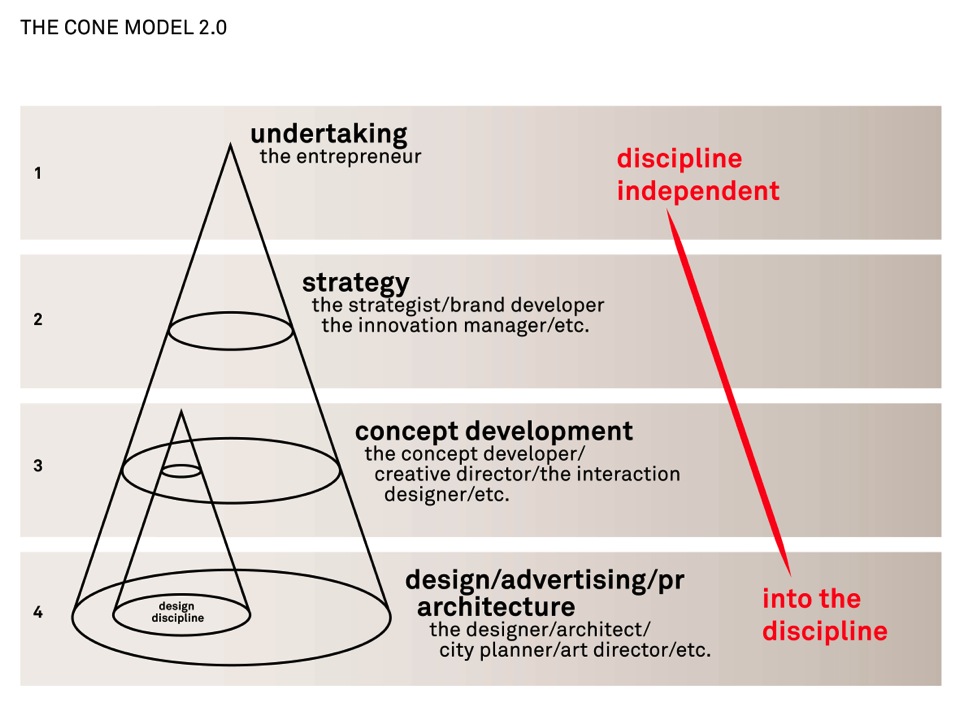 THE CONE MODEL 2.0
1
undertaking
the entrepreneur
discipline
independent
2
strategy
the strategist/brand developer
the innovation manager/etc.
3
concept development
the concept developer/
creative director/the interaction
designer/etc.
4
design
discipline
design/advertising/pr
architecture
the designer/architect/
city planner/art director/etc.
into the
discipline